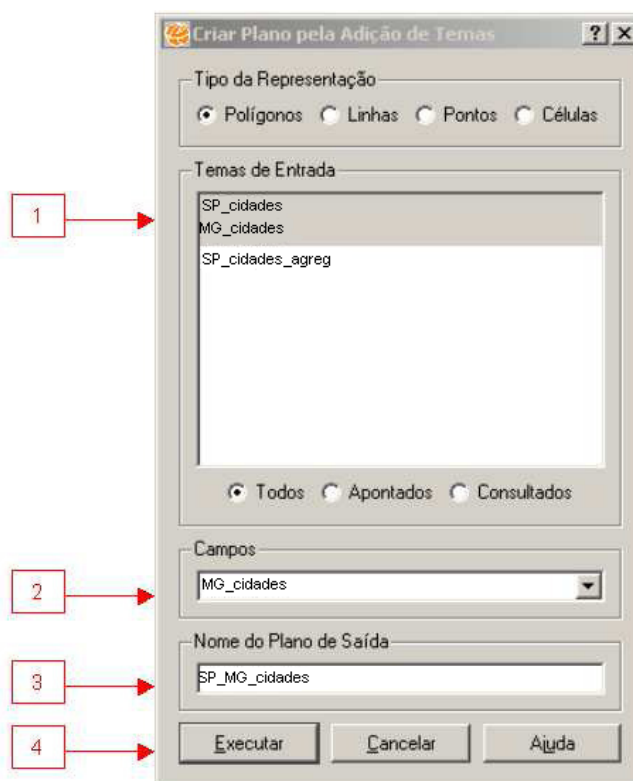 Criar Plano pela Adição de Temas
Tipo da Representação
Polígonos Linhas Pontos Células
Temas de Entrada
1
SP_cidades
MG_cidades
SP_cidades_agreg
Todos Apontados Consultados
Campos
2
MG_cidades
Nome do Plano de Saída
3
SP_MG_cidades
4
Executar Cancelar Ajuda